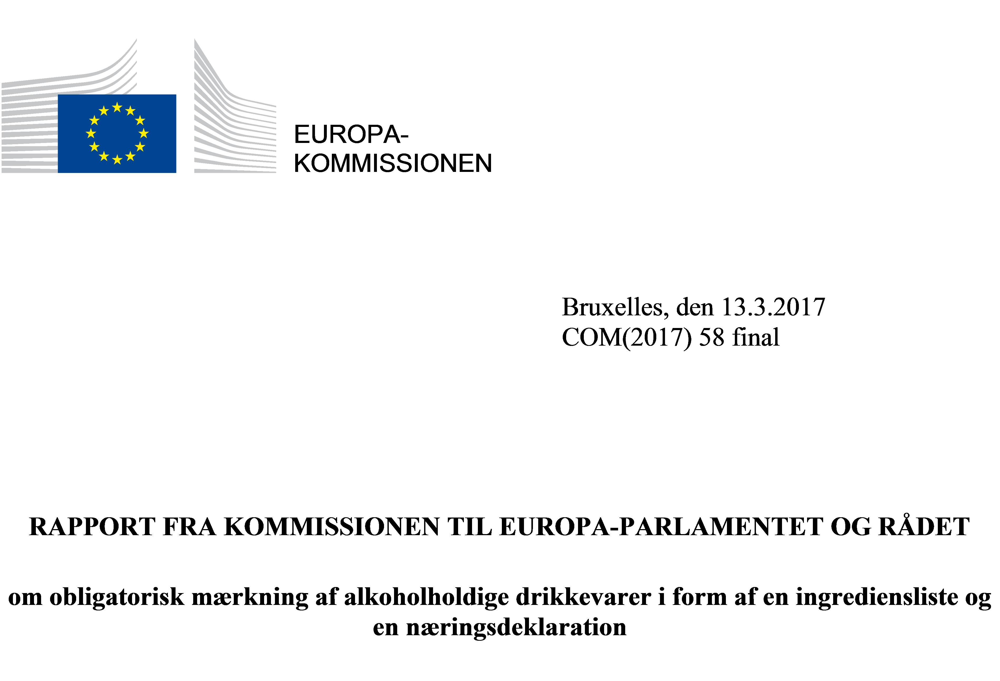 EUROPA-
KOMMISSIONEN
Bruxelles, den 13.3.2017
COM(2017) 58 final
RAPPORT FRA KOMMISSIONEN TIL EUROPA-PARLAMENTET OG RÅDET
om obligatorisk mærkning af alkoholholdige drikkevarer i form af en ingrediensliste og
en næringsdeklaration